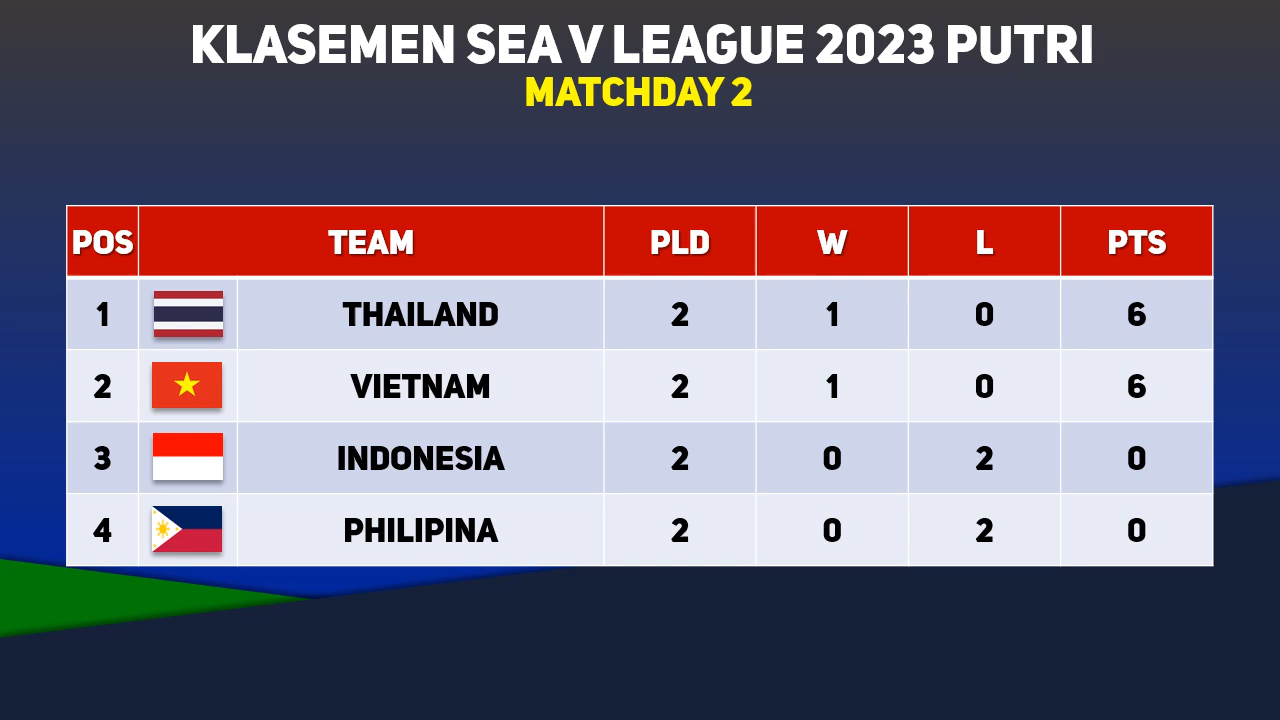 KLASEMEN SEA V LEAGUE 2023 PUTRI
MATCHDAY 2
POS TEAM PLD W L PTS
1 THAILAND 2 1 0 6
2 VIETNAM 2 1 0 6
3 INDONESIA 2 0 2 0
4 PHILIPINA 2 0 2 0